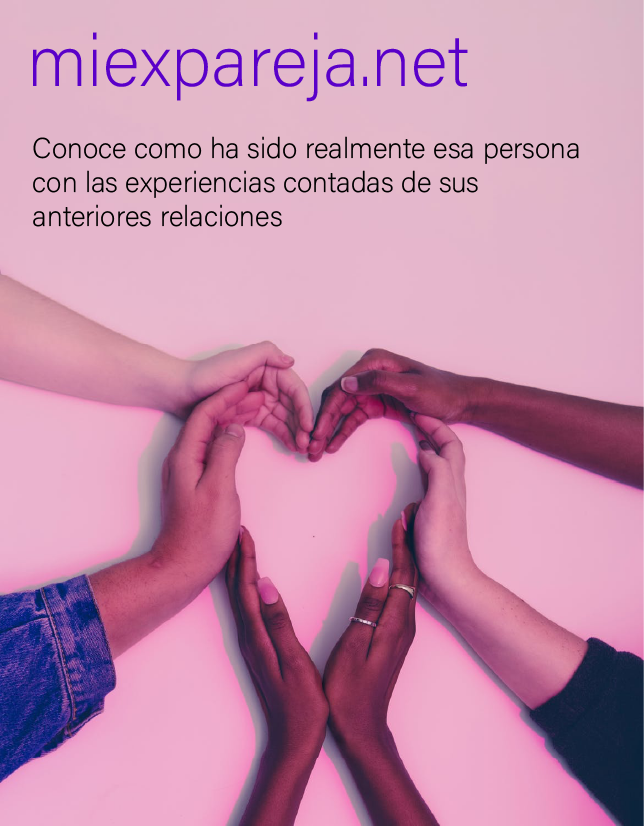 miexpareja.net
Conoce como ha sido realmente esa persona
con las experiencias contadas de sus
anteriores relaciones